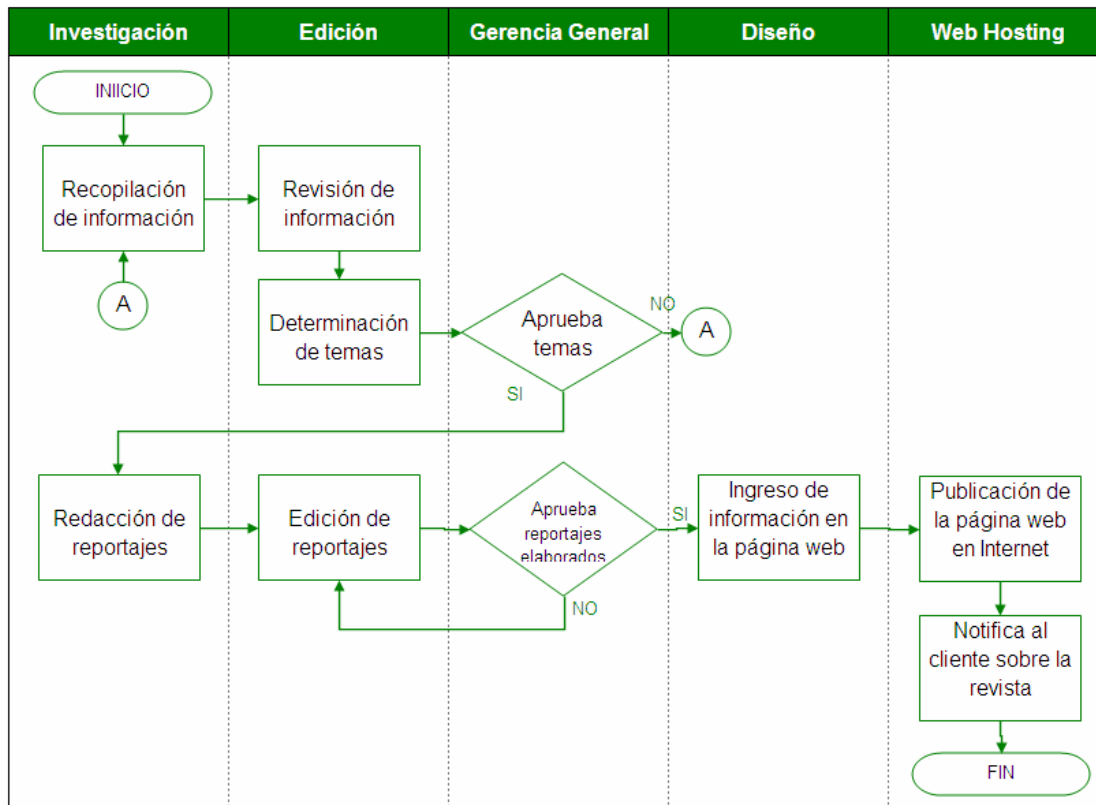 Investigación
Edición
Gerencia General
Diseño
Web Hosting
INIICIO
Recopilación
de información
Revisión de
información
A
Determinación
de temas
Aprueba
temas
NO
A
SI
Redacción de
reportajes
Edición de
reportajes
Aprueba
reportajes
elaborados
SI
NO
Ingreso de
información en
la página web
Publicación de
la página web
en Internet
Notifica al
cliente sobre la
revista
FIN